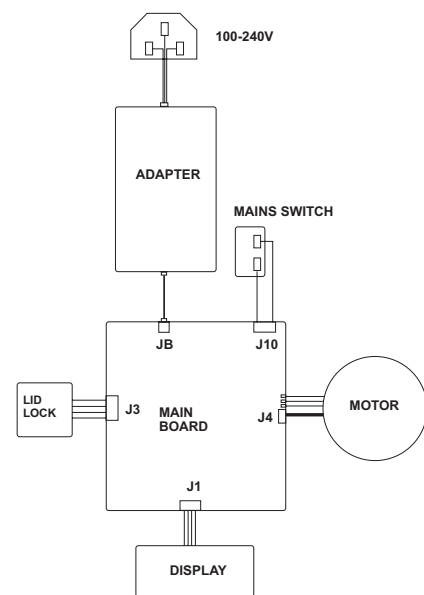 100-240V
ADAPTER
MAINS SWITCH
JB
J10
LID
LOCK
J3
MAIN
BOARD
J4
MOTOR
J1
DISPLAY